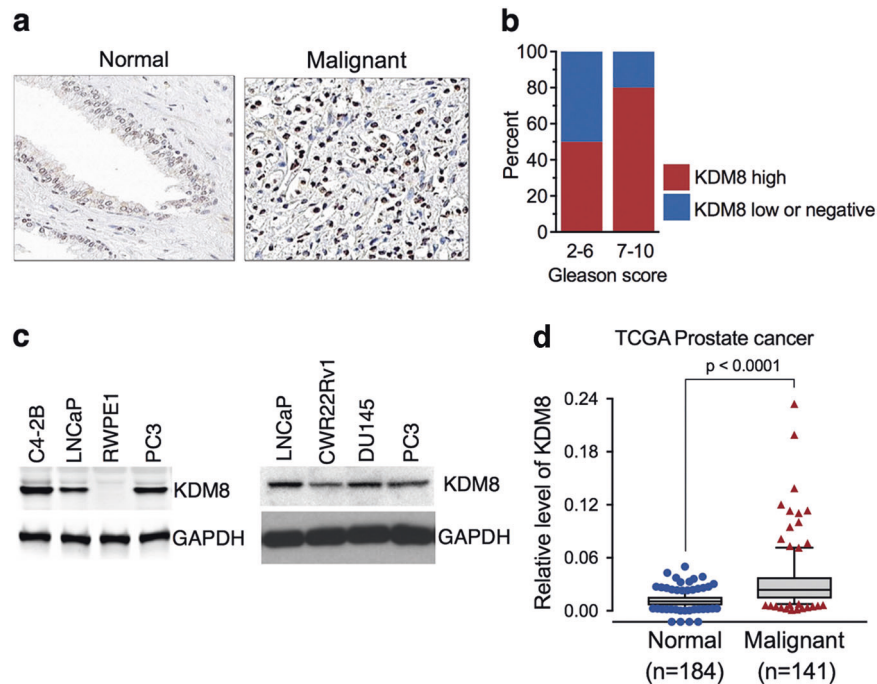 a
Normal
Malignant
b
100
80
60
40
20
0
Percent
2-6
7-10
Gleason score
KDM8 high
KDM8 low or negative
c
C4-2B
LNCaP
RWPE1
PC3
KDM8
GAPDH
LNCaP
CWR22Rv1
DU145
PC3
KDM8
GAPDH
d
TCGA Prostate cancer
p < 0.0001
0.24
0.18
0.12
0.06
0.00
Relative level of KDM8
Normal
(n=184)
Malignant
(n=141)